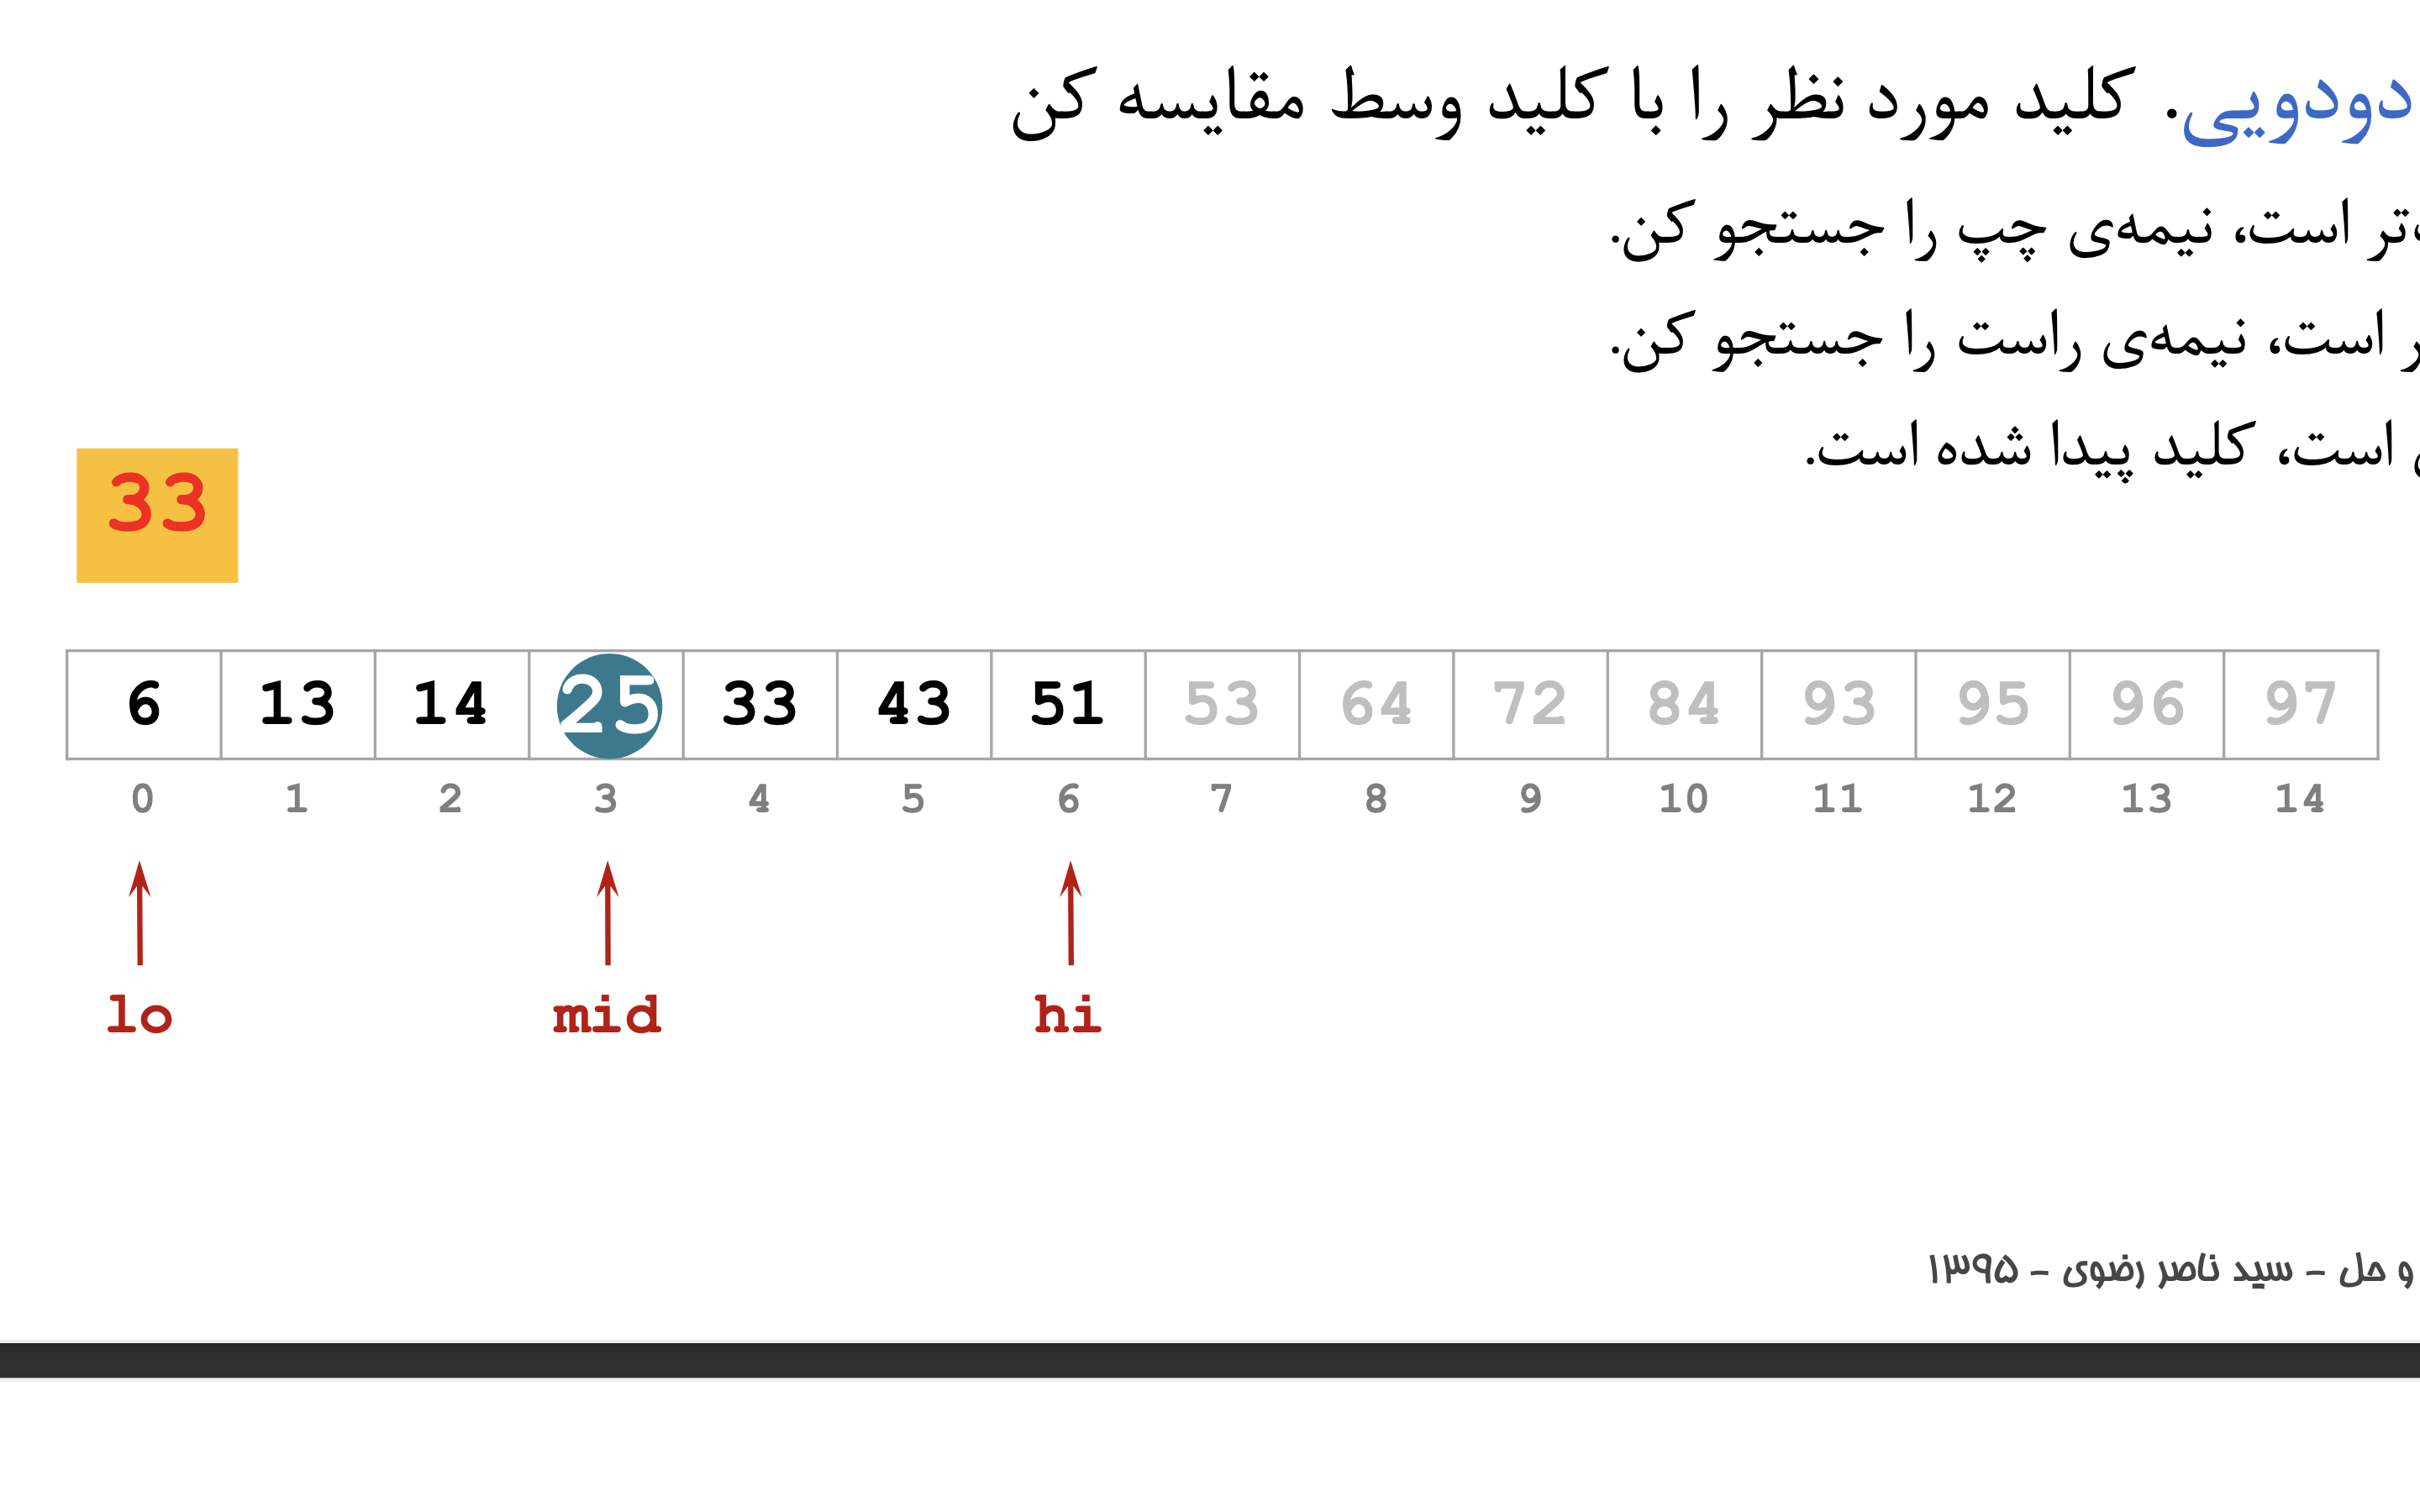 دودویی. کلید مورد نظر را با کلید وسط مقایسه کن
است، نیمه‌ی چپ را جستجو کن.
است، نیمه‌ی راست را جستجو کن.
است، کلید پیدا شده است.
33
6 13 14 25 33 43 51 53 64 72 84 93 95 96 97
0 1 2 3 4 5 6 7 8 9 10 11 12 13 14
lo mid hi
– سید ناصر رضوی – ۱۳۹۵